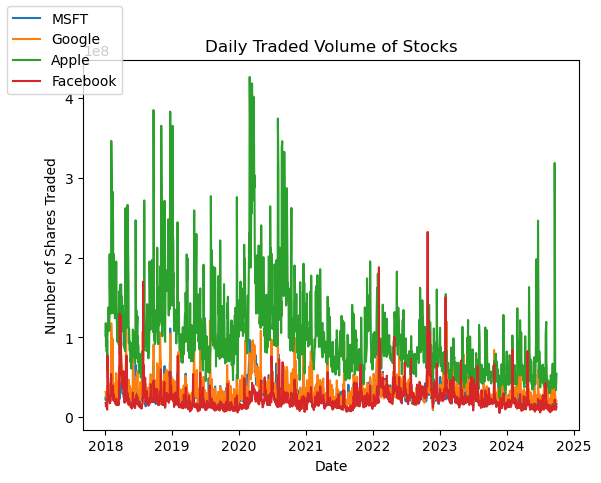 MSFT
Google
Apple
Facebook
1e8
Daily Traded Volume of Stocks
Number of Shares Traded
4
3
2
1
0
2018 2019 2020 2021 2022 2023 2024 2025
Date